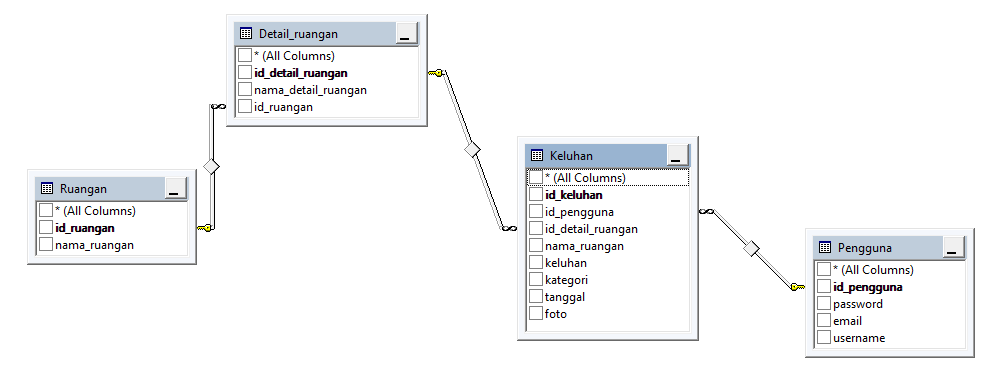 Detail_ruangan
* (All Columns)
id_detail_ruangan
nama_detail_ruangan
id_ruangan
Ruangan
* (All Columns)
id_ruangan
nama_ruangan
Keluhan
* (All Columns)
id_keluhan
id_pengguna
id_detail_ruangan
nama_ruangan
keluhan
kategori
tanggal
foto
Pengguna
* (All Columns)
id_pengguna
password
email
username